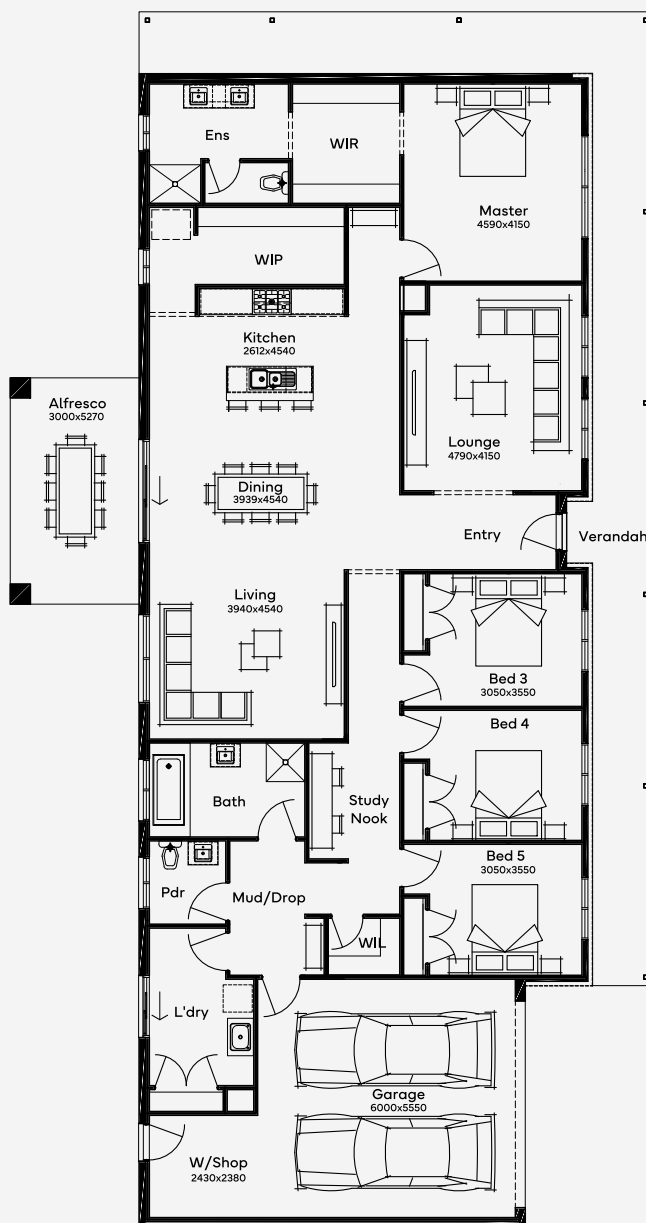 Ens
WIR
Master
4590x4150
WIP
Kitchen
2612x4540
Alfresco
3000x5270
Lounge
4790x4150
Dining
3939x4540
Entry
Verandah
Living
3940x4540
Bed 3
3050x3550
Bed 4
Bath
Study
Nook
Bed 5
3050x3550
Pdr
Mud/Drop
WIL
L'dry
Garage
6000x5550
W/Shop
2430x2380